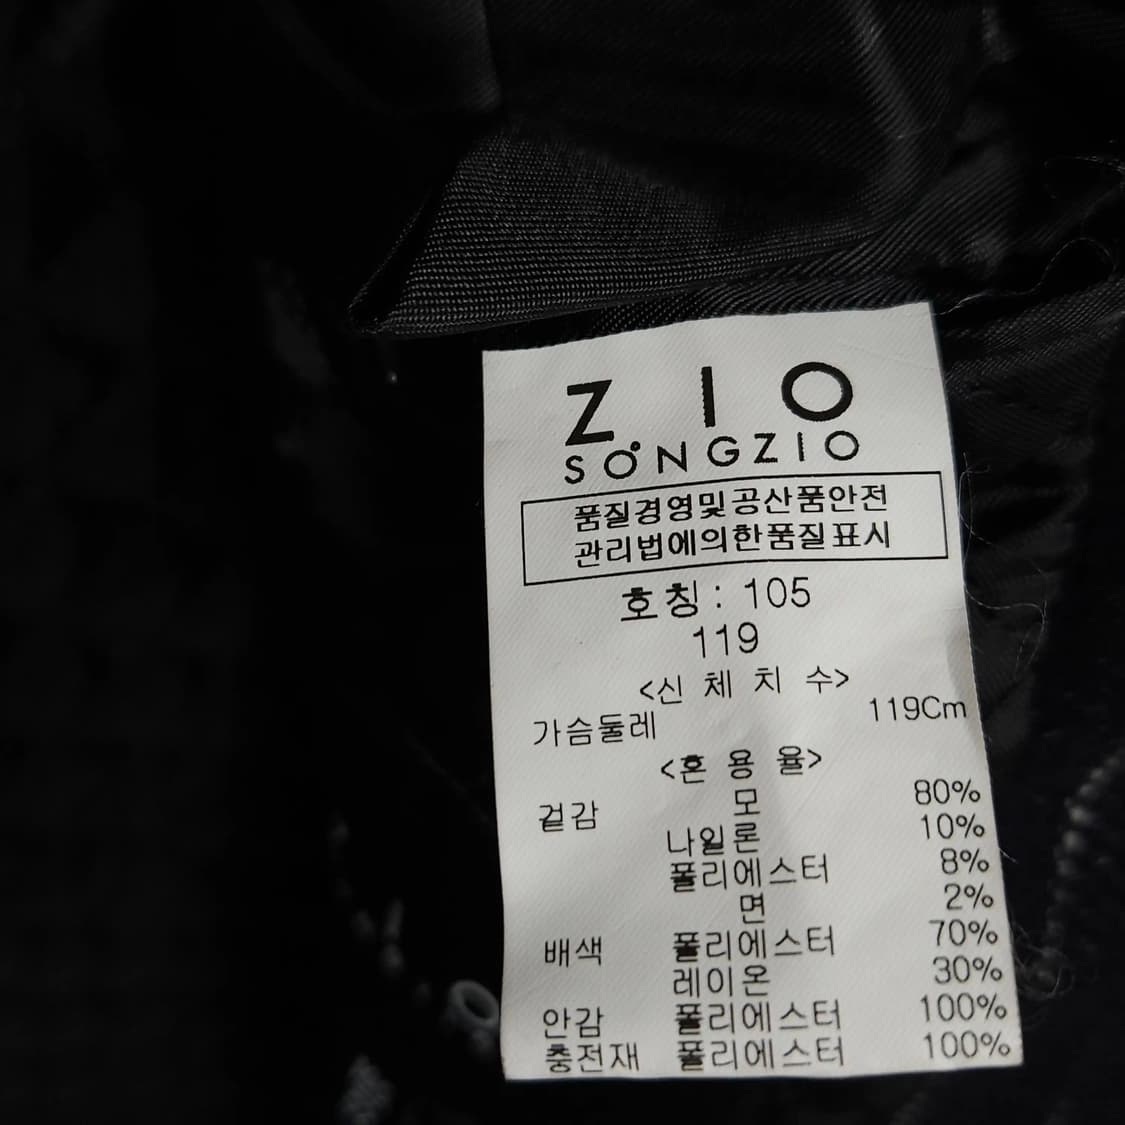 ZIO
SONGZIO
품질경영및공산품안전
관리법에의한품질표시
호칭 : 105
119
<신 체 치 수>
가슴둘레 119Cm
<혼 용 율>
겉감 모 80%
나일론 10%
폴리에스터 8%
면 2%
배색 폴리에스터 70%
레이온 30%
안감 폴리에스터 100%
충전재 폴리에스터 100%